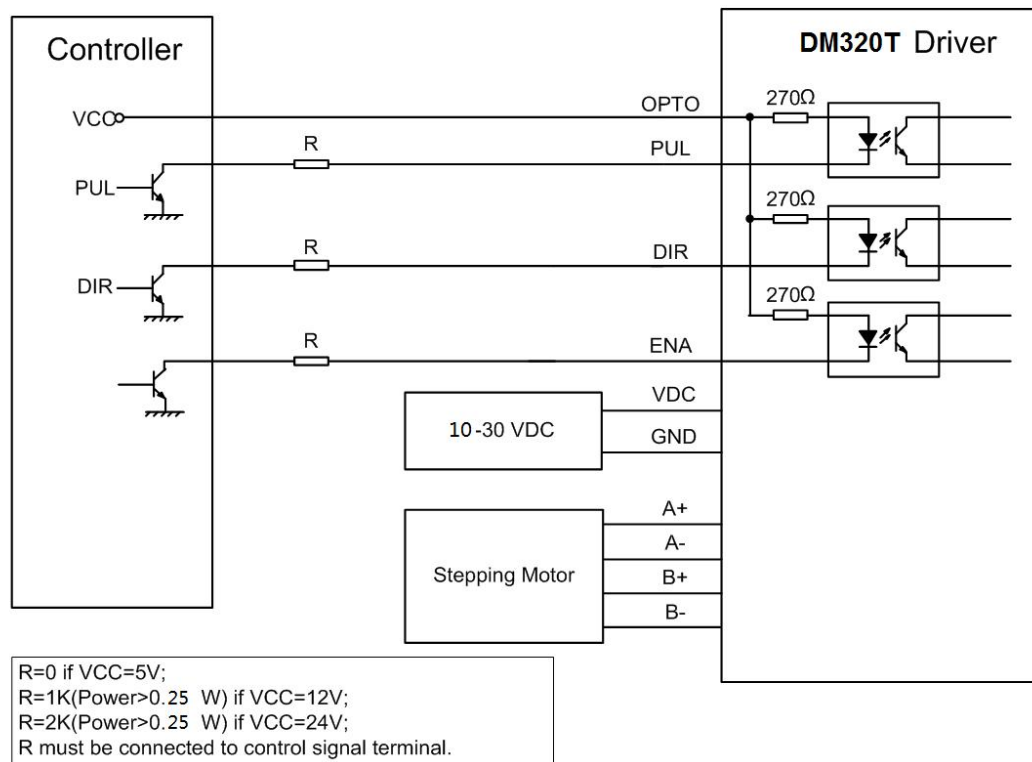 Controller
DM320T Driver
VCC
OPTO
270Ω
R
PUL
PUL
270Ω
R
DIR
DIR
270Ω
R
ENA
VDC
10-30 VDC
GND
A+
A-
Stepping Motor
B+
B-
R=0 if VCC=5V;
R=1K(Power>0.25 W) if VCC=12V;
R=2K(Power>0.25 W) if VCC=24V;
R must be connected to control signal terminal.